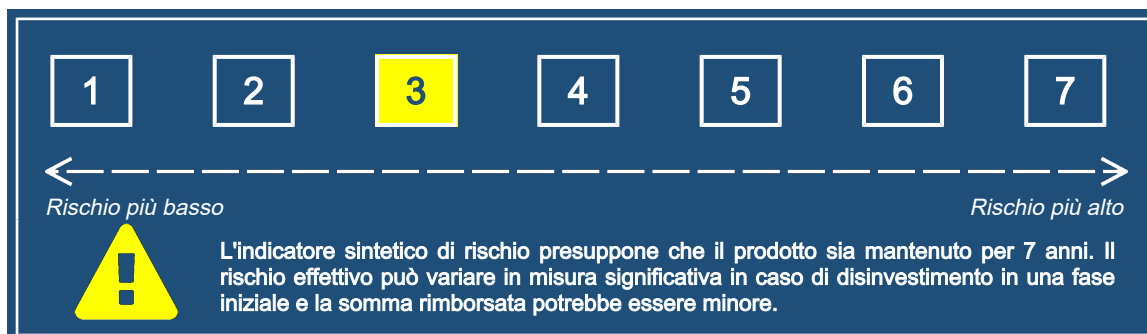 1 2 3 4 5 6 7
Rischio più basso Rischio più alto
L'indicatore sintetico di rischio presuppone che il prodotto sia mantenuto per 7 anni. Il
rischio effettivo può variare in misura significativa in caso di disinvestimento in una fase
iniziale e la somma rimborsata potrebbe essere minore.